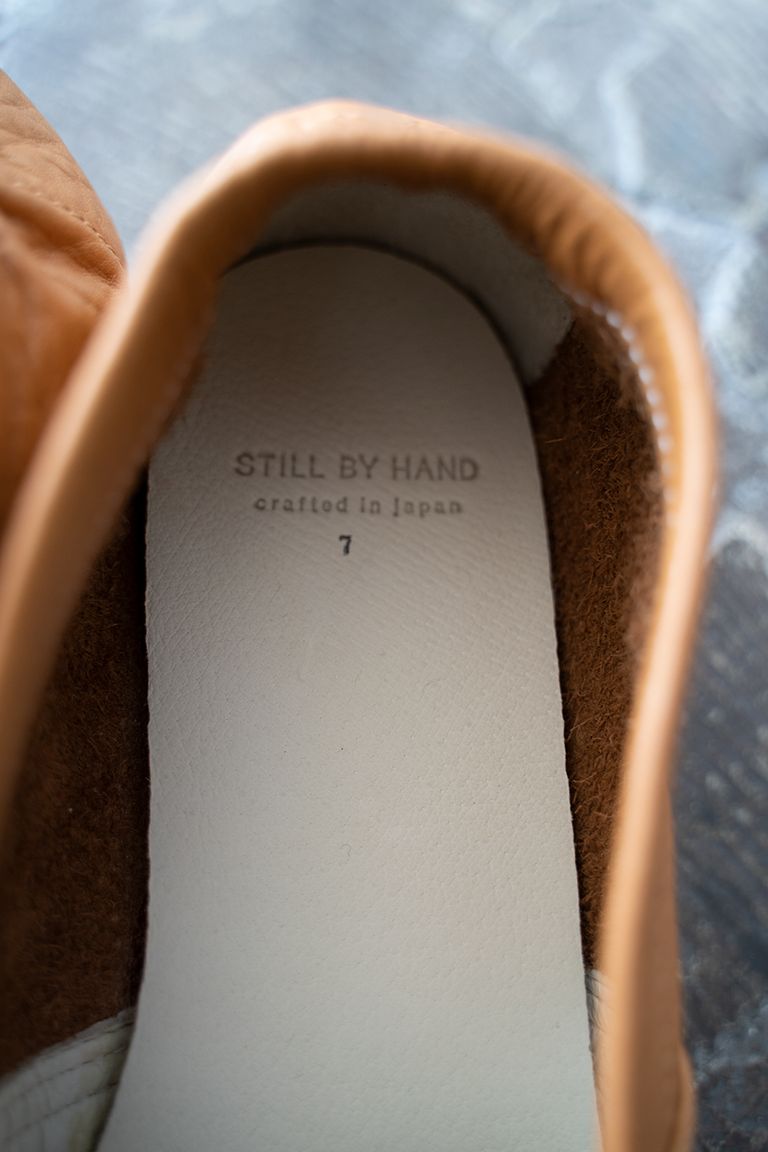 STILL BY HAND
crafted in Japan
7